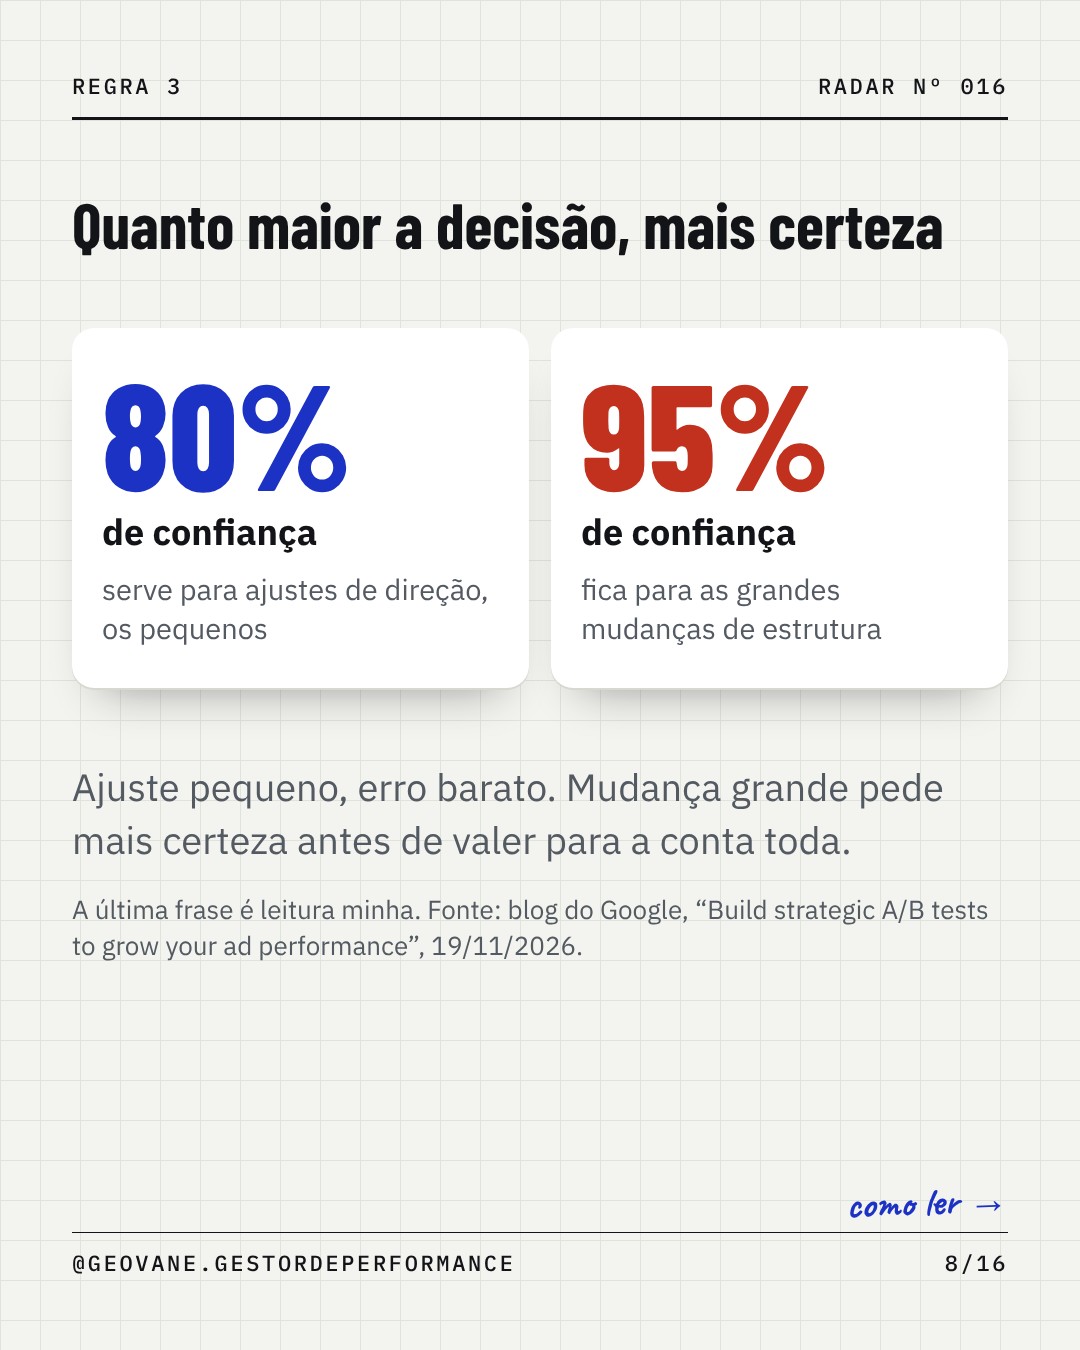 REGRA 3
RADAR Nº 016
Quanto maior a decisão, mais certeza
80%
de confiança
serve para ajustes de direção,
os pequenos
95%
de confiança
fica para as grandes
mudanças de estrutura
Ajuste pequeno, erro barato. Mudança grande pede
mais certeza antes de valer para a conta toda.
A última frase é leitura minha. Fonte: blog do Google, “Build strategic A/B tests
to grow your ad performance”, 19/11/2026.
como ler →
@GEOVANE.GESTORDEPERFORMANCE
8/16